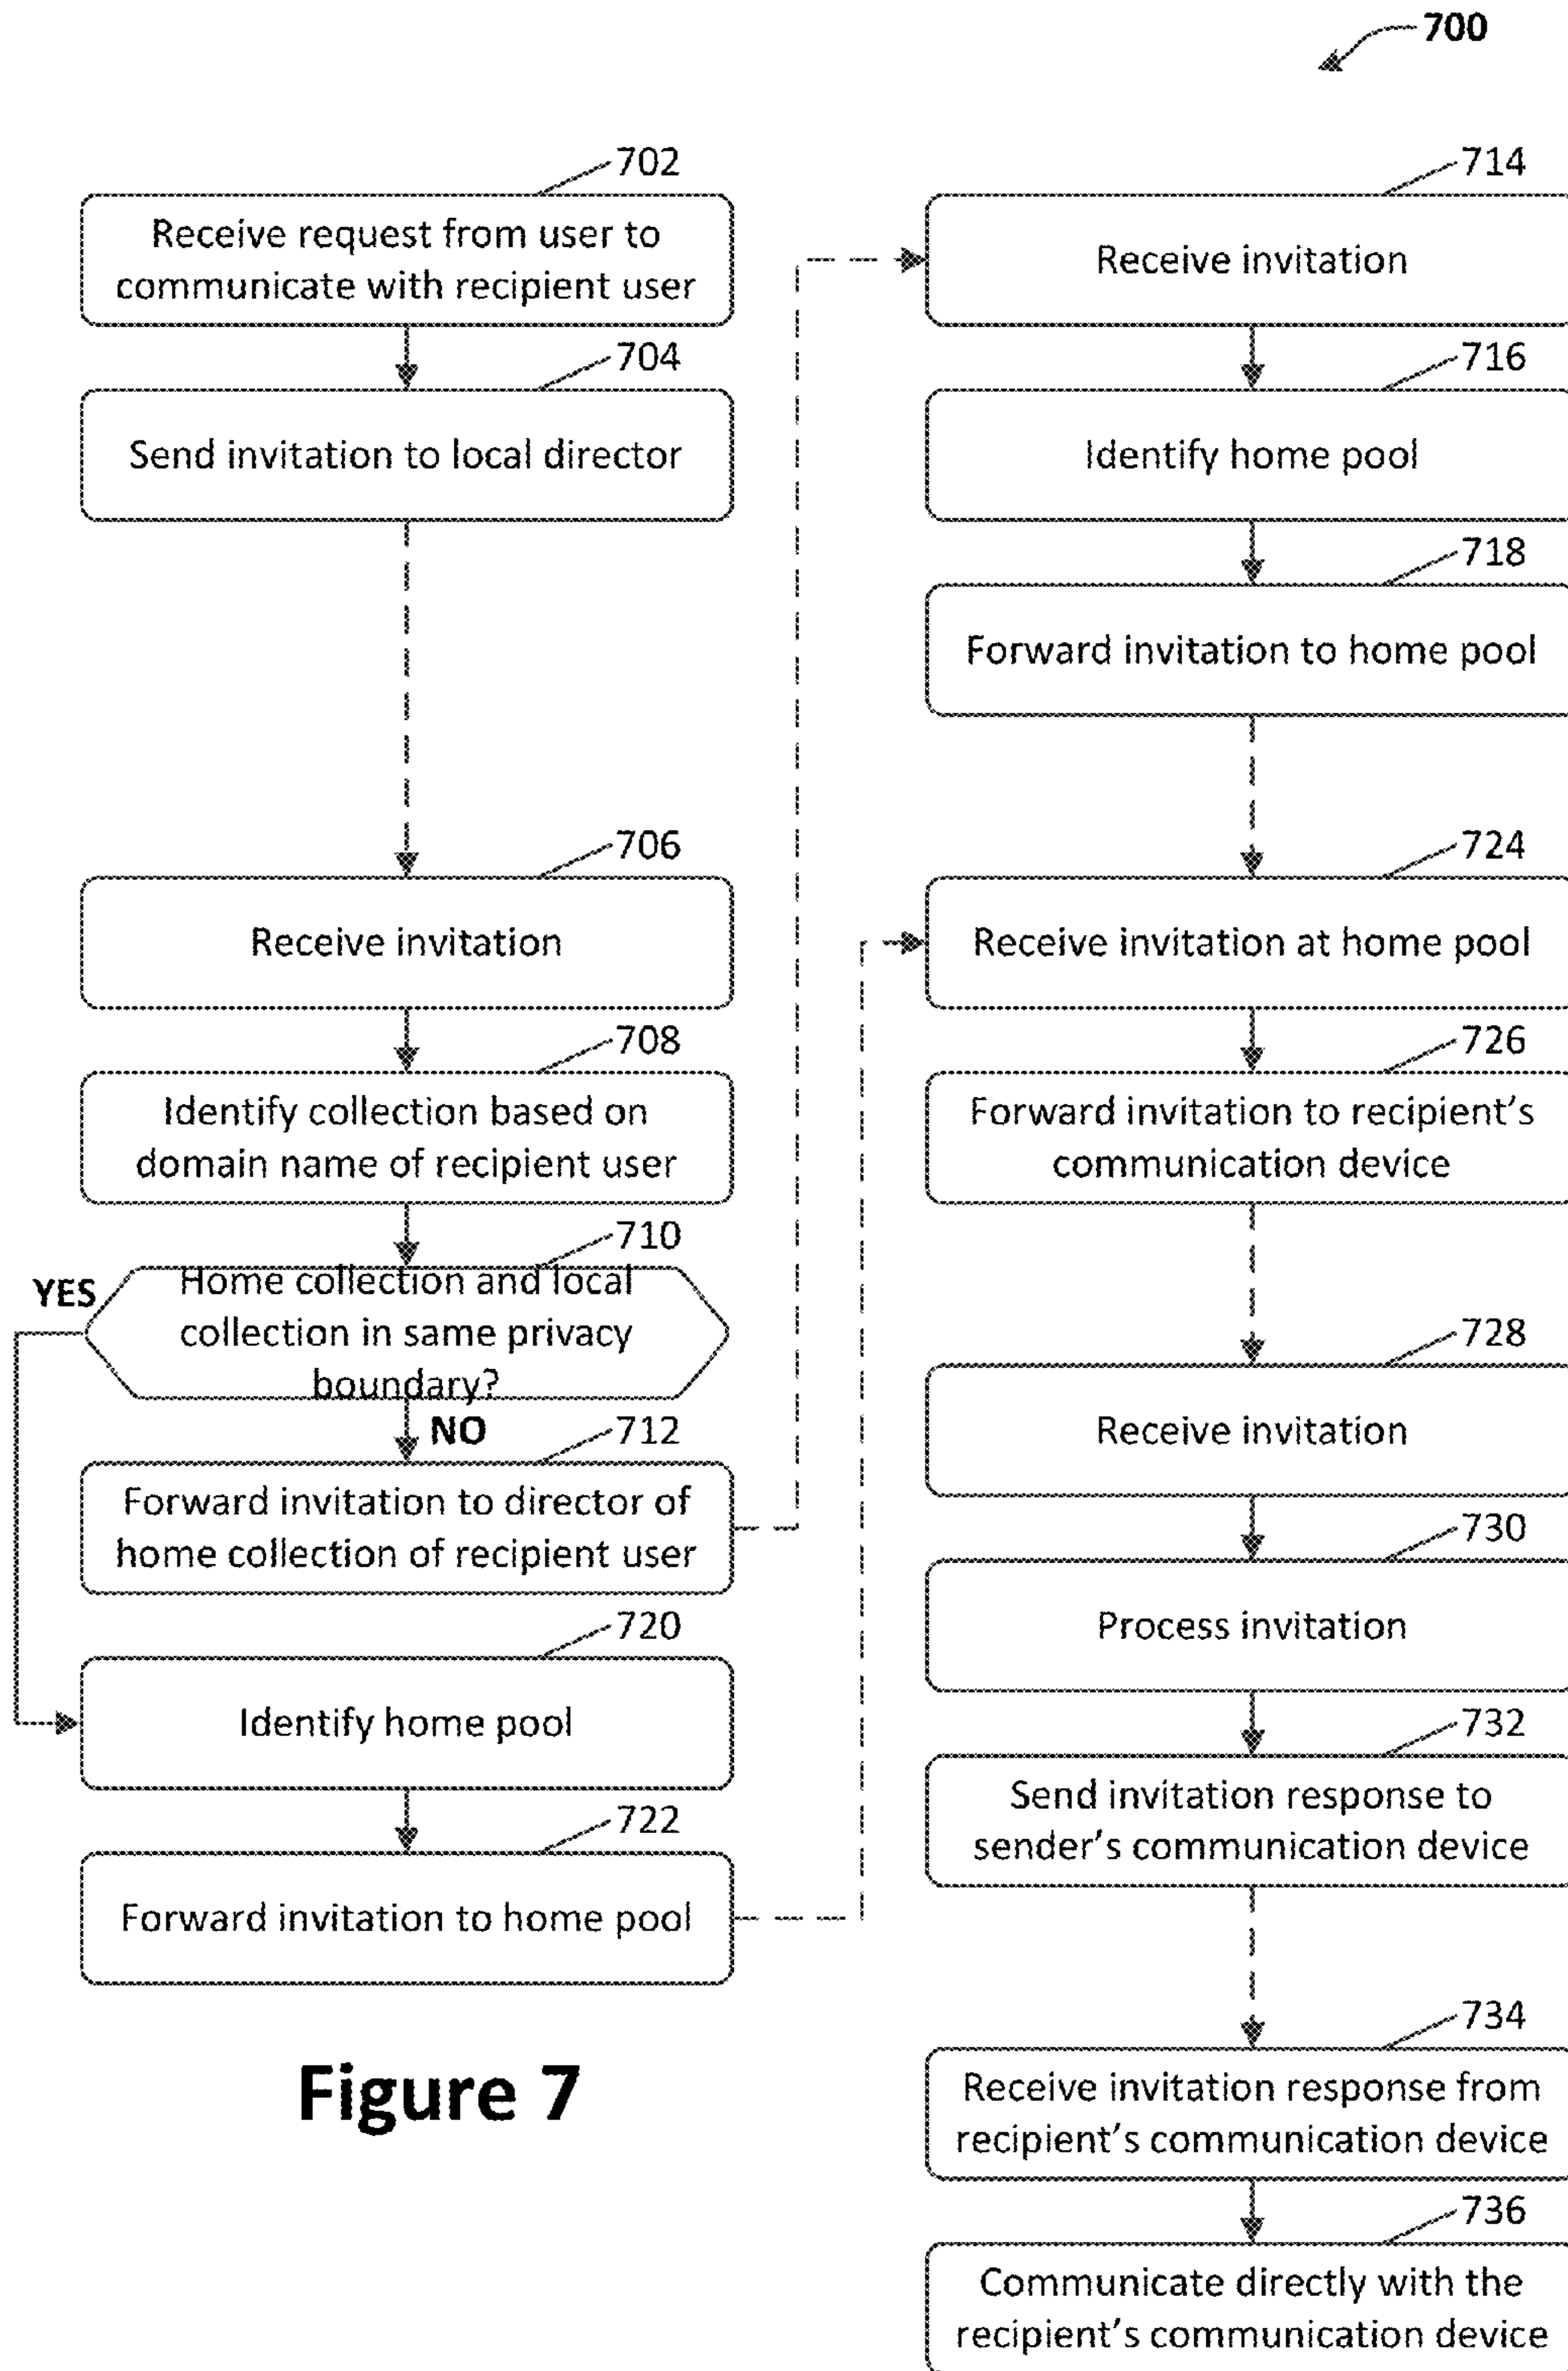 700
702
Receive request from user to
communicate with recipient user
704
Send invitation to local director
706
Receive invitation
708
Identify collection based on
domain name of recipient user
710
YES
Home collection and local
collection in same privacy
boundary?
NO
712
Forward invitation to director of
home collection of recipient user
720
Identify home pool
722
Forward invitation to home pool
714
Receive invitation
716
Identify home pool
718
Forward invitation to home pool
724
Receive invitation at home pool
726
Forward invitation to recipient's
communication device
728
Receive invitation
730
Process invitation
732
Send invitation response to
sender's communication device
734
Receive invitation response from
recipient's communication device
736
Communicate directly with the
recipient's communication device
Figure 7